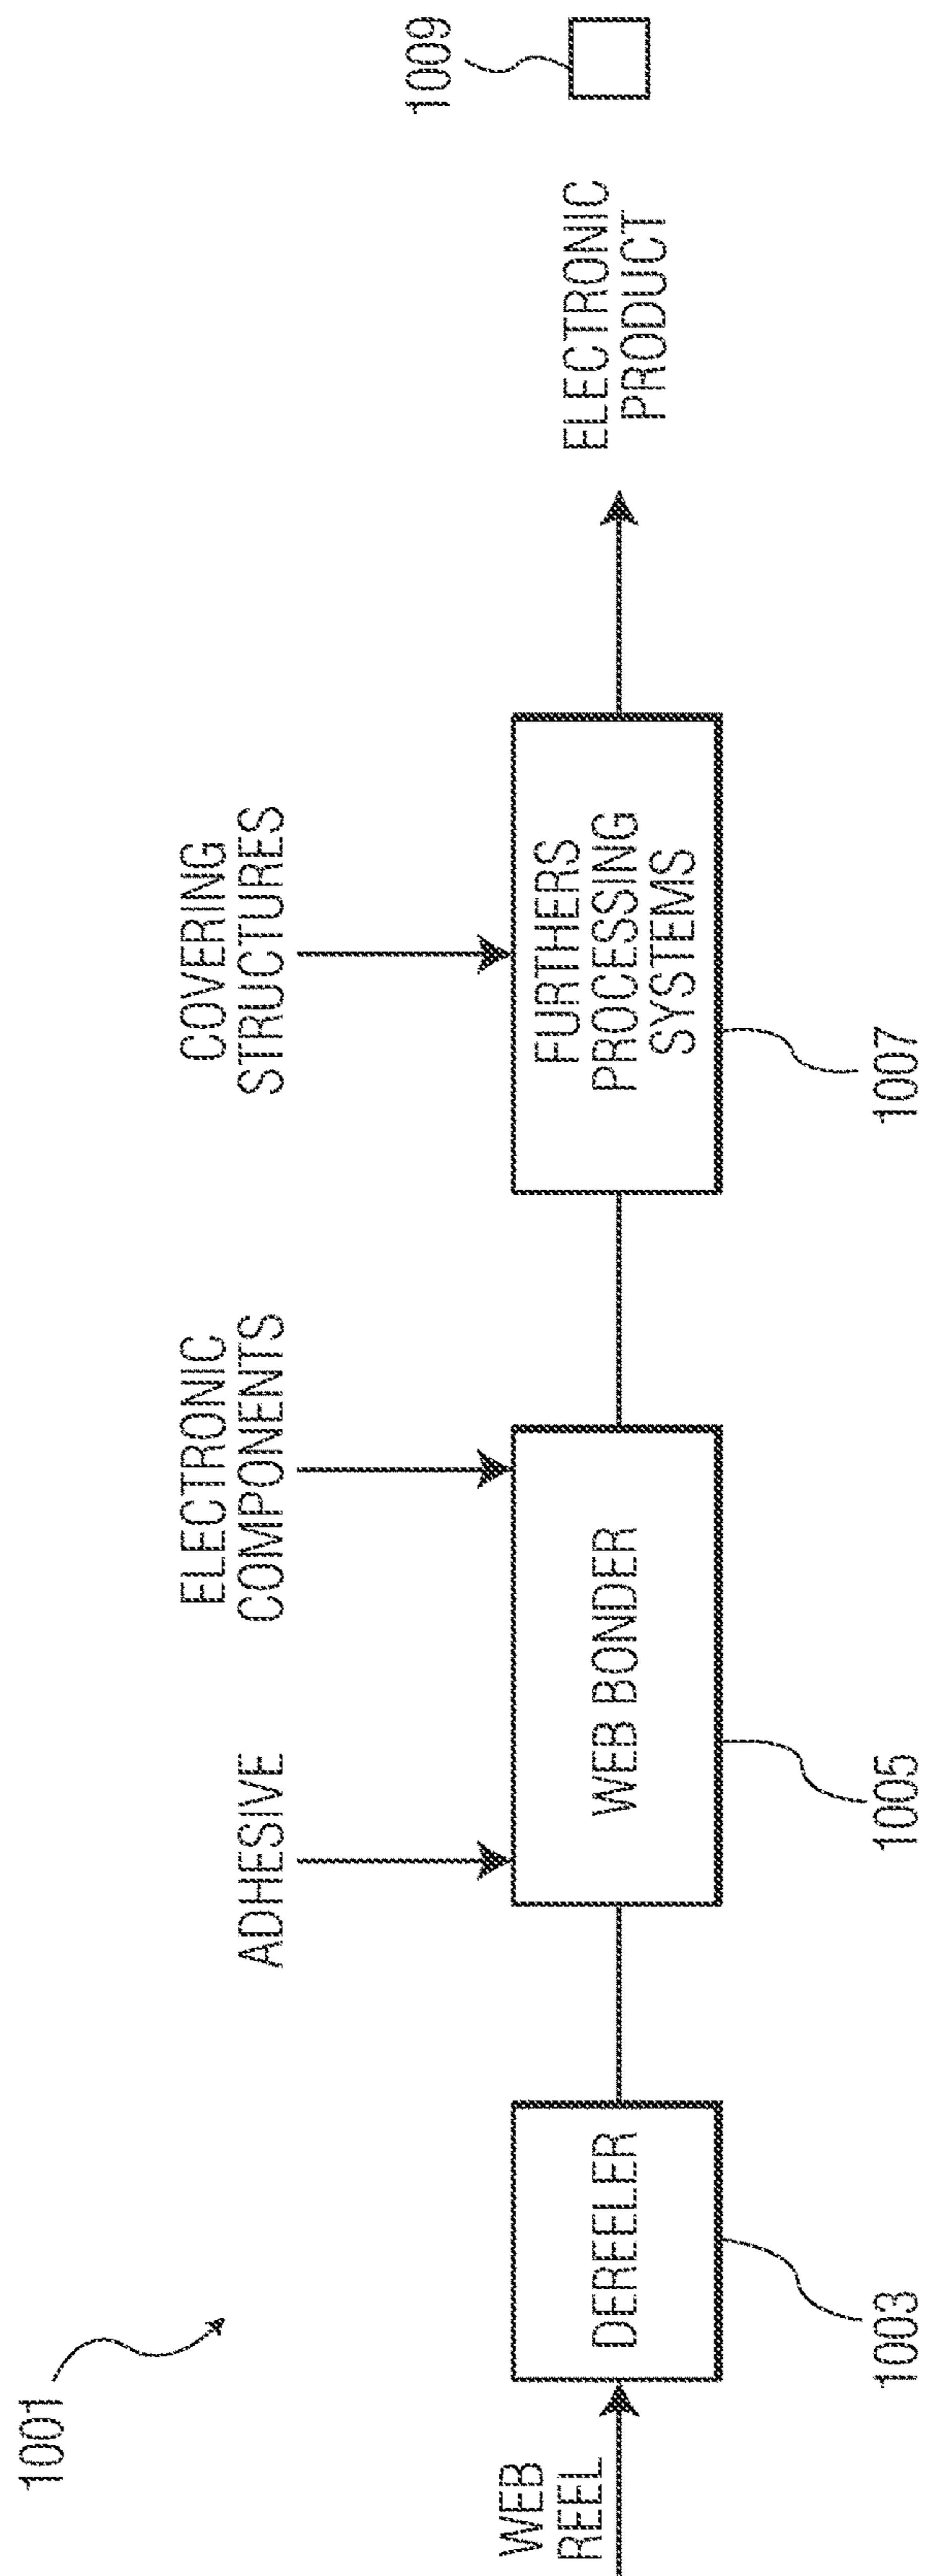 1001
WEB
REEL
DEREELER
1003
ADHESIVE
ELECTRONIC
COMPONENTS
WEB BONDER
1005
COVERING
STRUCTURES
FURTHERS
PROCESSING
SYSTEMS
1007
ELECTRONIC
PRODUCT
1009